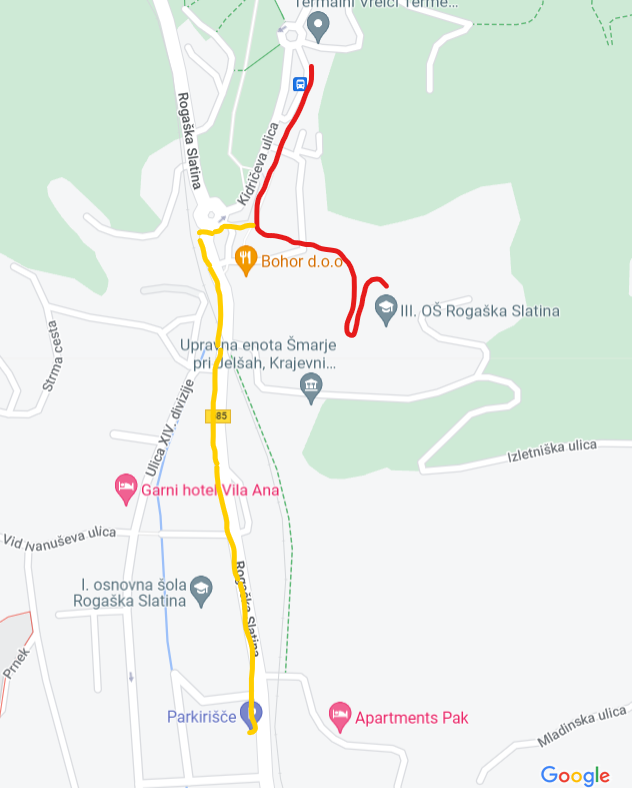 Termalni Vrelci Terme...
Rogaška Slatina
Kidričeva ulica
Bohor d.o.o
III. OŠ Rogaška Slatina
Upravna enota Šmarje
pri Jelšah, Krajevni...
Strma cesta
Ulica XIV. divizije
685
Izletniška ulica
Garni hotel Vila Ana
Vid Ivanuševa ulica
I. osnovna šola
Rogaška Slatina
Rogaška Slatina
Prnek
Parkirišče
Apartments Pak
Mladinska ulica
Google